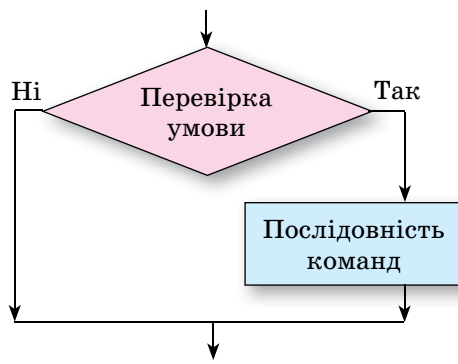 Ні
Перевірка
умови
Так
Послідовність
команд